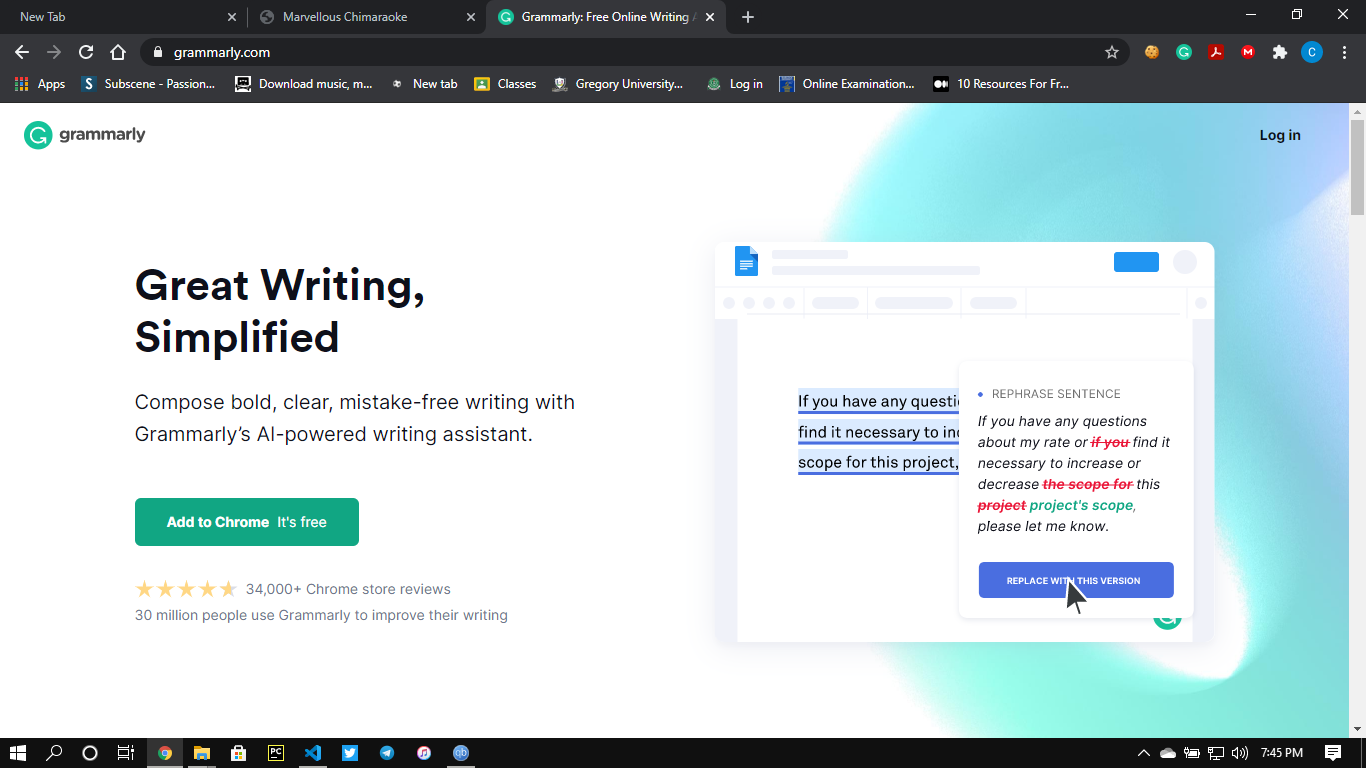 New Tab
Marvellous Chimaraoke
Grammarly: Free Online Writing
grammarly.com
Apps
Subscene - Passion...
Download music, m...
New tab
Classes
Gregory University...
Log in
Online Examination...
10 Resources For Fr...
grammarly
Log in
Great Writing,
Simplified
Compose bold, clear, mistake-free writing with
Grammarly's AI-powered writing assistant.
Add to Chrome It's free
34,000+ Chrome store reviews
30 million people use Grammarly to improve their writing
If you have any questi
find it necessary to in
scope for this project,
REPHRASE SENTENCE
If you have any questions
about my rate or if you find it
necessary to increase or
decrease the scope for this
project project's scope,
please let me know.
REPLACE WITH THIS VERSION
7:45 PM